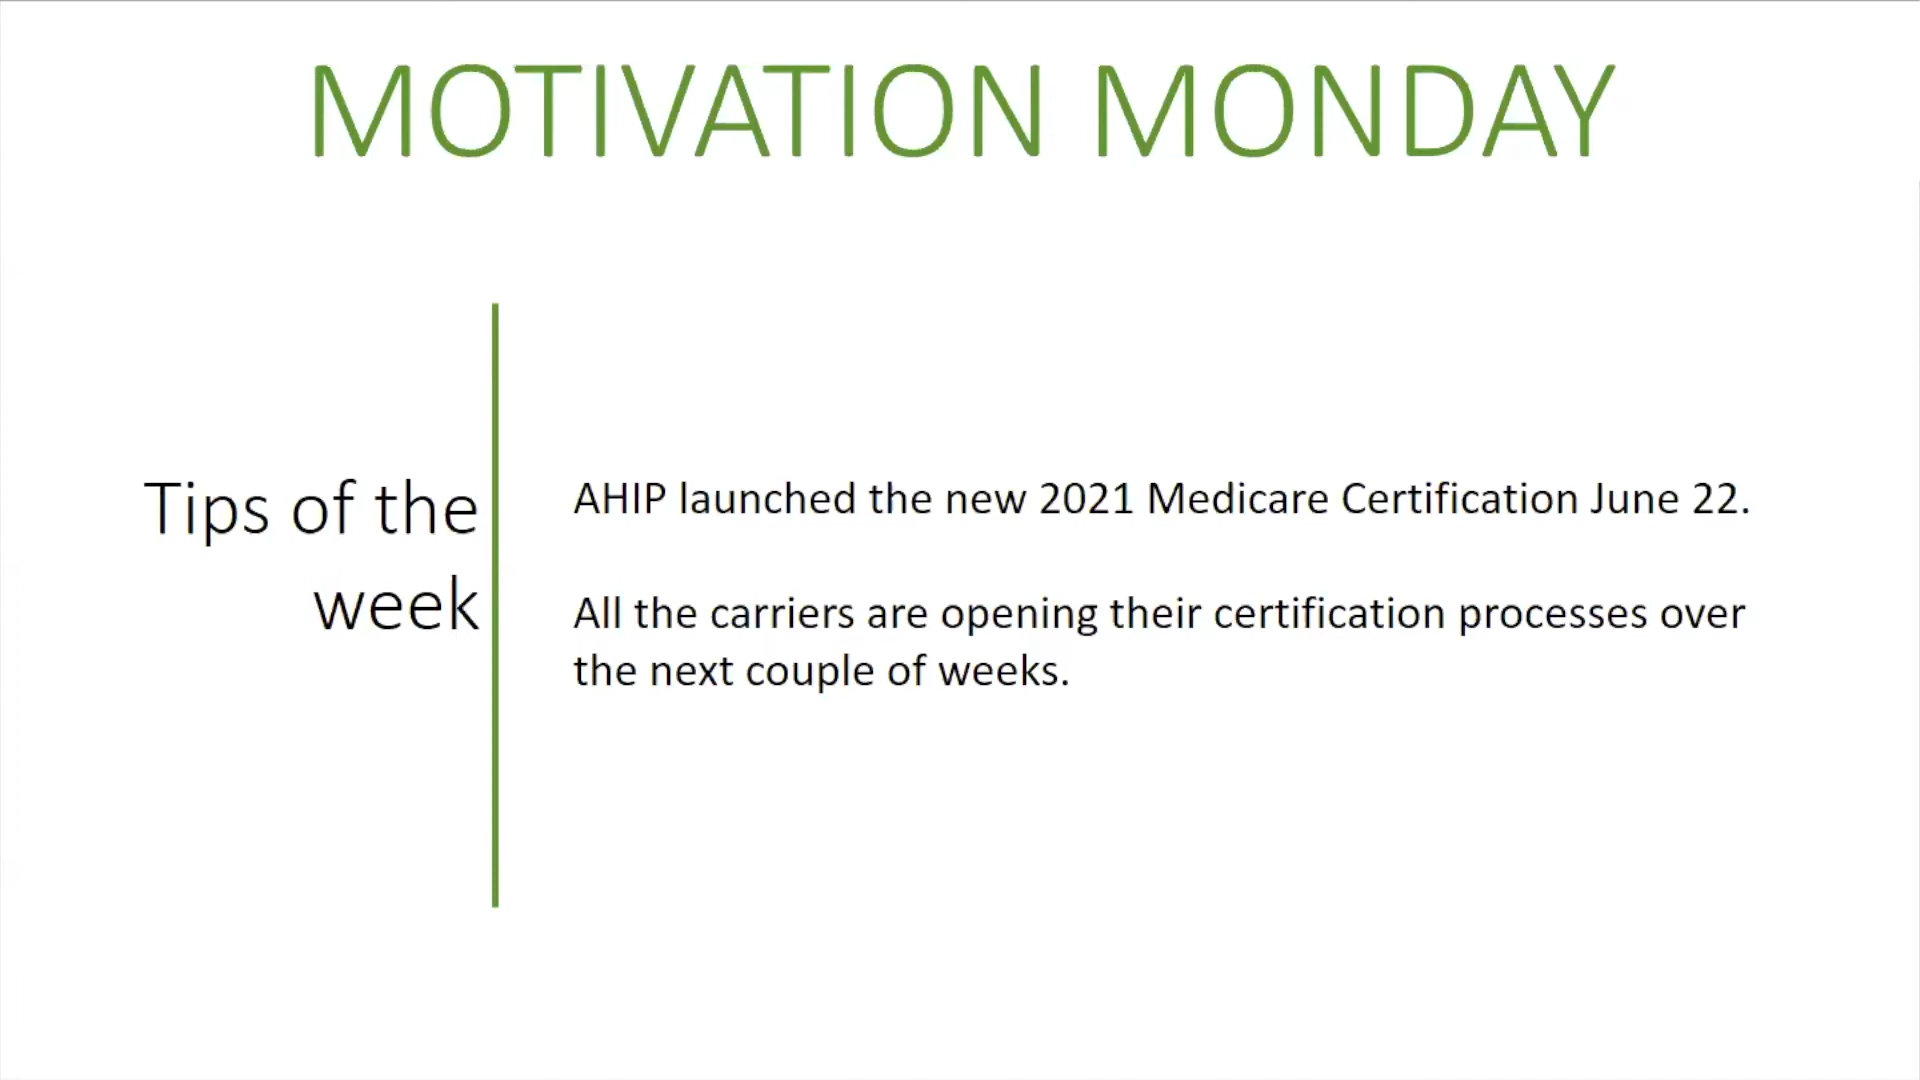 MOTIVATION MONDAY
Tips of the
week
AHIP launched the new 2021 Medicare Certification June 22.
All the carriers are opening their certification processes over
the next couple of weeks.